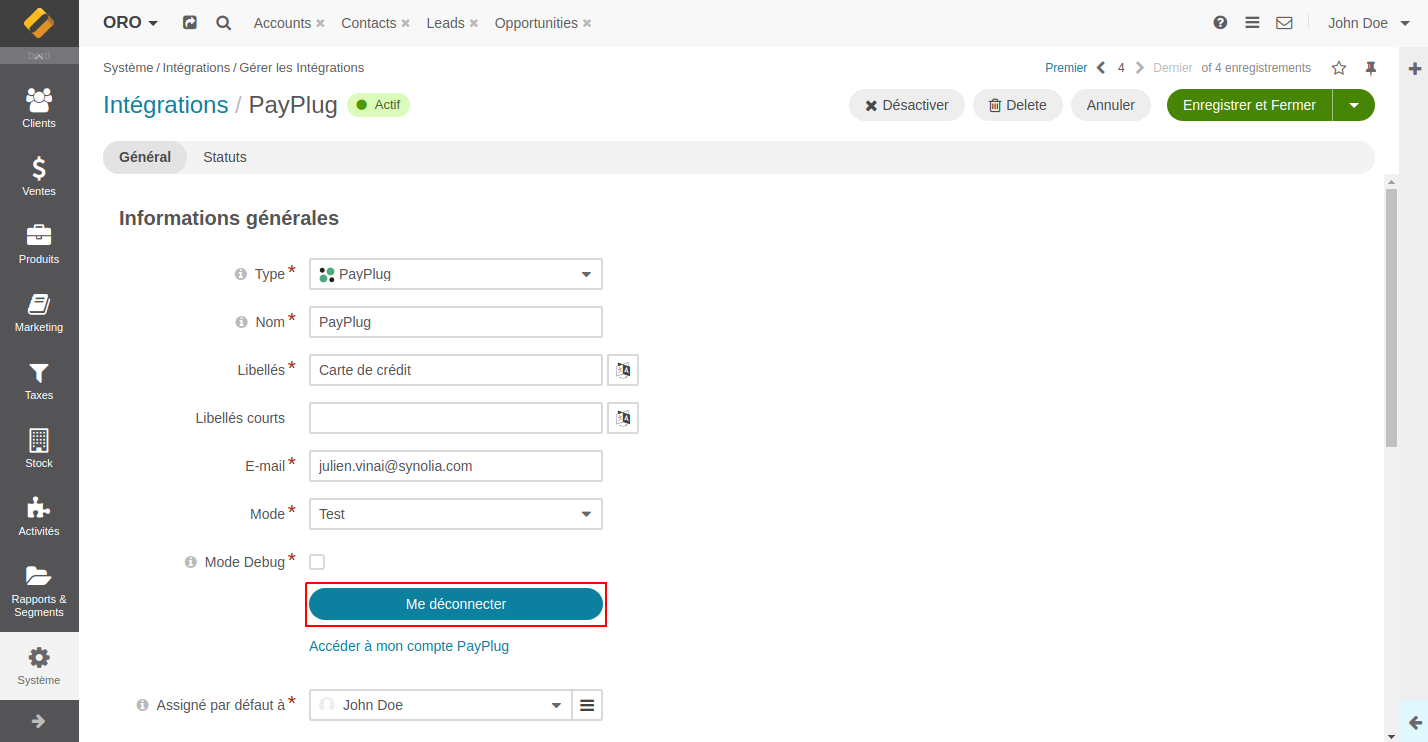 ORO
Accounts
Contacts
Leads
Opportunities
John Doe
Clients
Ventes
Produits
Marketing
Taxes
Stock
Activités
Rapports &
Segments
Système
Système / Intégrations / Gérer les Intégrations
Premier
4
Dernier
of 4 enregistrements
Intégrations / PayPlug
Actif
Désactiver
Delete
Annuler
Enregistrer et Fermer
Général
Statuts
Informations générales
Type*
PayPlug
Nom*
PayPlug
Libellés*
Carte de crédit
Libellés courts
E-mail*
julien.vinai@synolia.com
Mode*
Test
Mode Debug*
Me déconnecter
Accéder à mon compte PayPlug
Assigné par défaut à*
John Doe